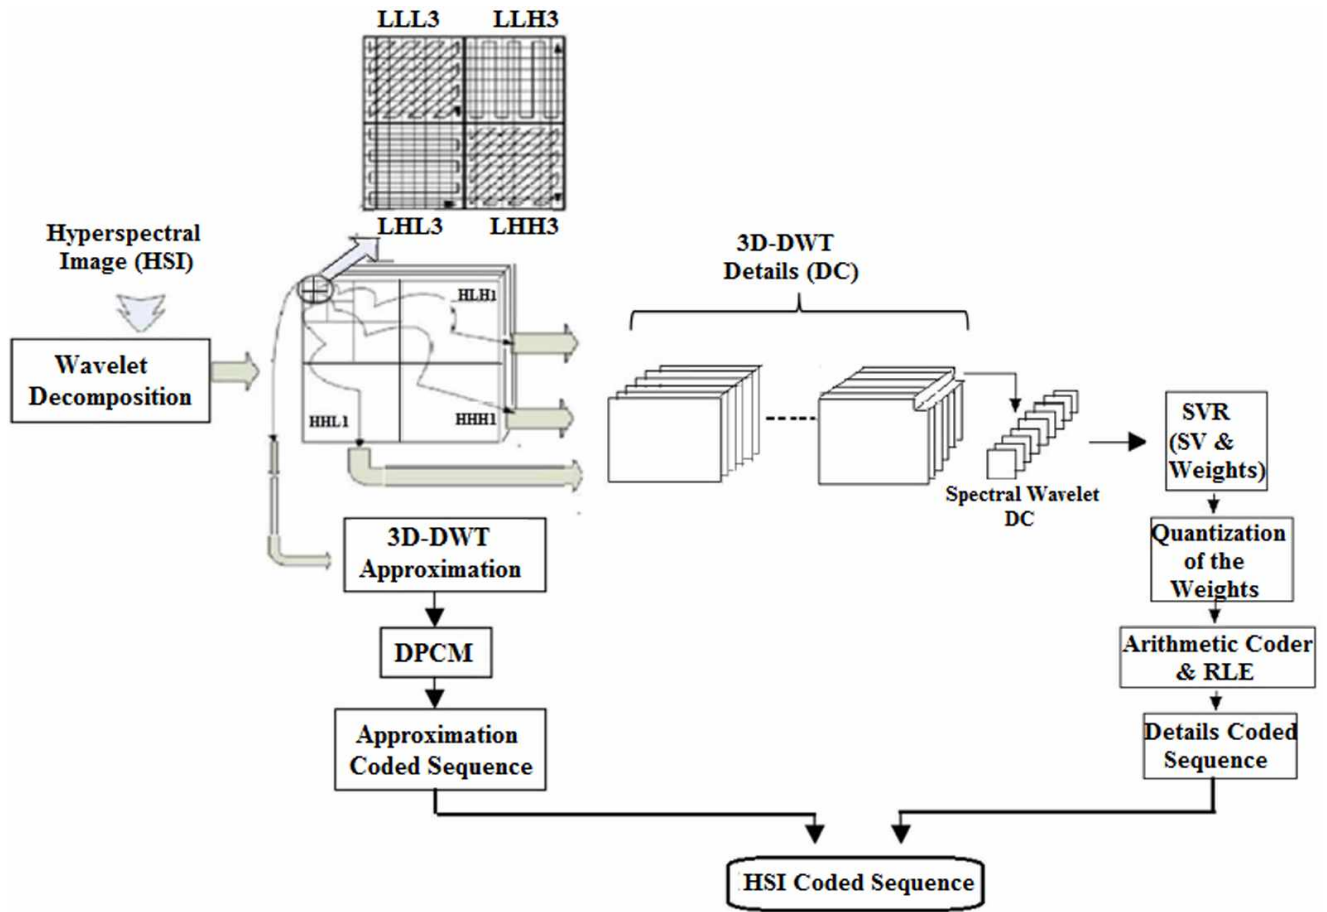 LLL3 LLH3
LHL3 LHH3
Hyperspectral
Image (HSI)
Wavelet
Decomposition
HLH1
HHL1 HHH1
3D-DWT
Details (DC)
Spectral Wavelet
DC
SVR
(SV &
Weights)
Quantization
of the
Weights
Arithmetic Coder
& RLE
Details Coded
Sequence
3D-DWT
Approximation
DPCM
Approximation
Coded Sequence
HSI Coded Sequence